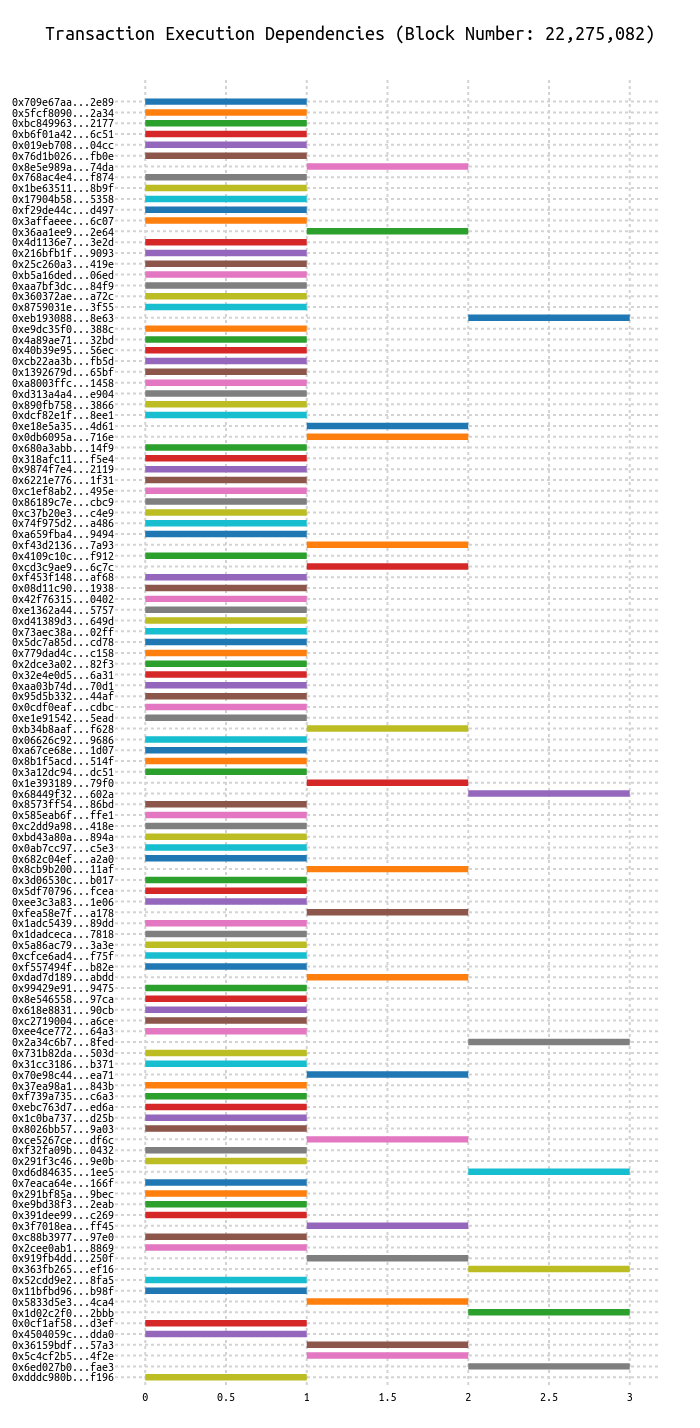 Transaction Execution Dependencies (Block Number: 22,275,082)
0x709e67aa...2e89
0x5fcf8090...2a34
0xbc849963...2177
0xb6f01a42...6c51
0x019eb708...04cc
0x76d1b026...fb0e
0x8e5e989a...74da
0x768ac4e4...f874
0x1be63511...8b9f
0x17904b58...5358
0xf29de44c...d497
0x3affaeee...6c07
0x36aa1ee9...2e64
0x4d1136e7...3e2d
0x216bfb1f...9093
0x25c260a3...419e
0xb5a16ded...06ed
0xaa7bf3dc...84f9
0x360372ae...a72c
0x8759031e...3f55
0xeb193088...8e63
0xe9dc35f0...388c
0x4a89ae71...32bd
0x40b39e95...56ec
0xcb22aa3b...fb5d
0x1392679d...65bf
0xa8003ffc...1458
0xd313a4a4...e904
0x890fb758...3866
0xdcf82e1f...8ee1
0xe18e5a35...4d61
0x0db6095a...716e
0x680a3abb...14f9
0x318afc11...f5e4
0x9874f7e4...2119
0x6221e776...1f31
0xc1ef8ab2...495e
0x86189c7e...cbc9
0xc37b20e3...c4e9
0x74f975d2...a486
0xa659fba4...9494
0xf43d2136...7a93
0x4109c10c...f912
0xcd3c9ae9...6c7c
0xf453f148...af68
0x08d11c90...1938
0x42f76315...0402
0xe1362a44...5757
0xd41389d3...649d
0x73aec38a...02ff
0x5dc7a85d...cd78
0x779dad4c...c158
0x2dce3a02...82f3
0x32e4e0d5...6a31
0xaa03b74d...70d1
0x95d5b332...44af
0x0cdf0eaf...cdbc
0xe1e91542...5ead
0xb34b8aaf...f628
0x06626c92...9686
0xa67ce68e...1d07
0x8b1f5acd...514f
0x3a12dc94...dc51
0x1e393189...79f0
0x68449f32...602a
0x8573ff54...86bd
0x585eab6f...ffe1
0xc2dd9a98...418e
0xbd43a80a...894a
0x0ab7cc97...c5e3
0x682c04ef...a2a0
0x8cb9b200...11af
0x3d06530c...b017
0x5df70796...fcea
0xee3c3a83...1e06
0xfea58e7f...a178
0x1adc5439...89dd
0x1dadceca...7818
0x5a86ac79...3a3e
0xcfce6ad4...f75f
0xf557494f...b82e
0xdad7d189...abdd
0x99429e91...9475
0x8e546558...97ca
0x618e8831...90cb
0xc2719004...a6ce
0xee4ce772...64a3
0x2a34c6b7...8fed
0x731b82da...503d
0x31cc3186...b371
0x70e98c44...ea71
0x37ea98a1...843b
0xf739a735...c6a3
0xebc763d7...ed6a
0x1c0ba737...d25b
0x8026bb57...9a03
0xce5267ce...df6c
0xf32fa09b...0432
0x291f3c46...9e0b
0xd6d84635...1ee5
0x7eaca64e...166f
0x291bf85a...9bec
0xe9bd38f3...2eab
0x391dee99...c269
0x3f7018ea...ff45
0xc88b3977...97e0
0x2cee0ab1...8869
0x919fb4dd...250f
0x363fb265...ef16
0x52cdd9e2...8fa5
0x11bfbd96...b98f
0x5833d5e3...4ca4
0x1d02c2f0...2bbb
0x0cf1af58...d3ef
0x4504059c...dda0
0x36159bdf...57a3
0x5c4cf2b5...4f2e
0x6ed027b0...fae3
0xdddc980b...f196
0 0.5 1 1.5 2 2.5 3